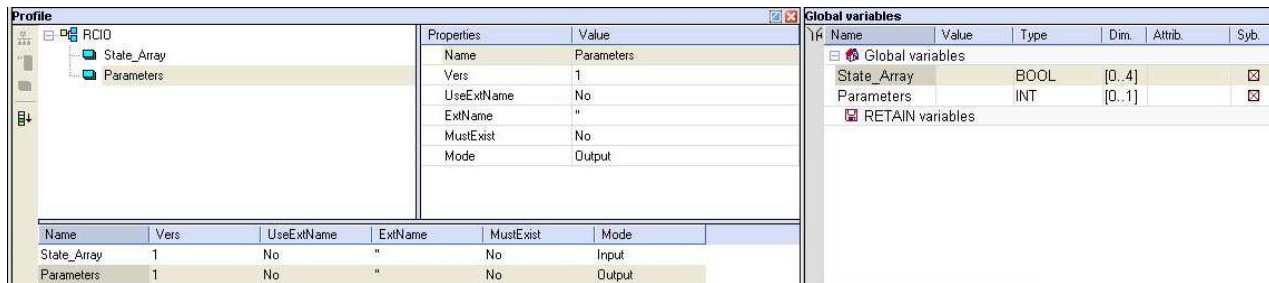 Profile
RCIO
State_Array
Parameters
Properties Value
Name Parameters
Vers 1
UseExtName No
ExtName "
MustExist No
Mode Output
Name Vers UseExtName ExtName MustExist Mode
State_Array 1 No " No Input
Parameters 1 No " No Output
Global variables
Name Value Type Dim. Attrib. Syb.
Global variables
State_Array BOOL [0..4]
Parameters INT [0..1]
RETAIN variables